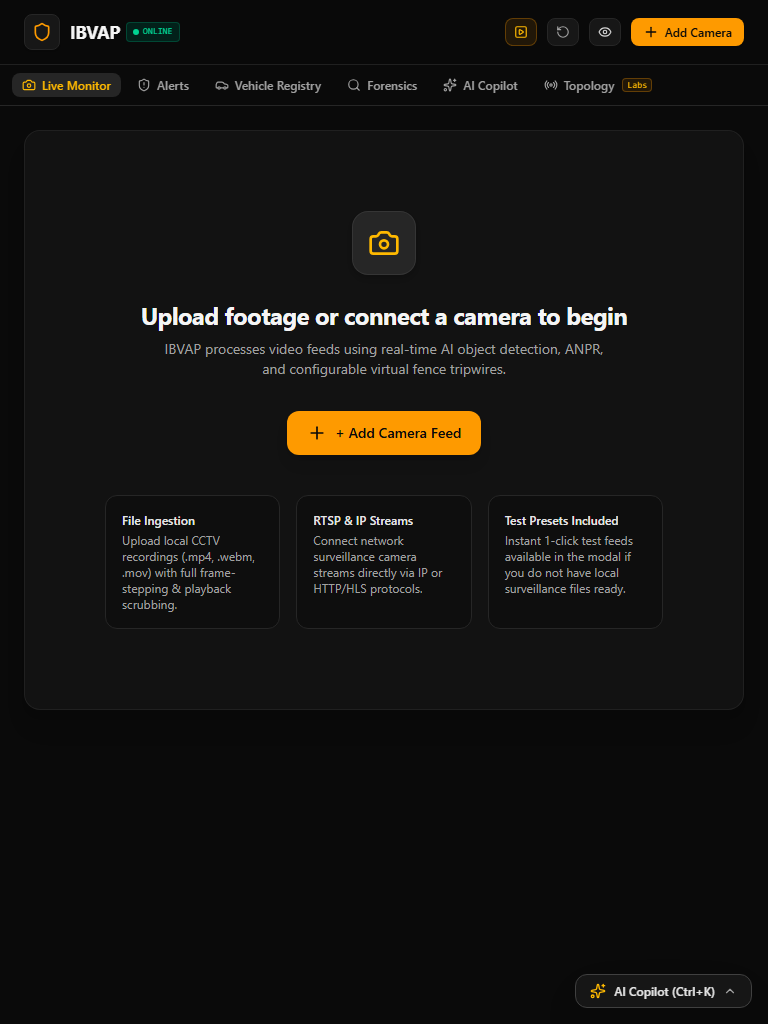 IBVAP
ONLINE
Add Camera
Live Monitor
Alerts
Vehicle Registry
Forensics
AI Copilot
Topology
Labs
Upload footage or connect a camera to begin
IBVAP processes video feeds using real-time AI object detection, ANPR,
and configurable virtual fence tripwires.
+ Add Camera Feed
File Ingestion
Upload local CCTV
recordings (.mp4, .webm,
.mov) with full frame-
stepping & playback
scrubbing.
RTSP & IP Streams
Connect network
surveillance camera
streams directly via IP or
HTTP/HLS protocols.
Test Presets Included
Instant 1-click test feeds
available in the modal if
you do not have local
surveillance files ready.
AI Copilot (Ctrl+K)